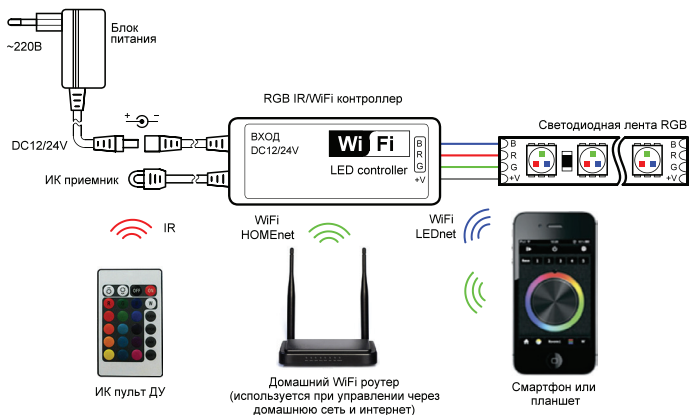 Блок
питания
~220В
RGB IR/WiFi контроллер
+ -
DC12/24V
ВХОД
DC12/24V
Wi Fi
LED controller
B
R
G
+V
Светодиодная лента RGB
B
R
G
+V
B
R
G
+V
ИК приемник
IR
WiFi
HOMEnet
WiFi
LEDnet
OFF
ON
W
ИК пульт ДУ
Домашний WiFi роутер
(используется при управлении через
домашнюю сеть и интернет)
Смартфон или
планшет